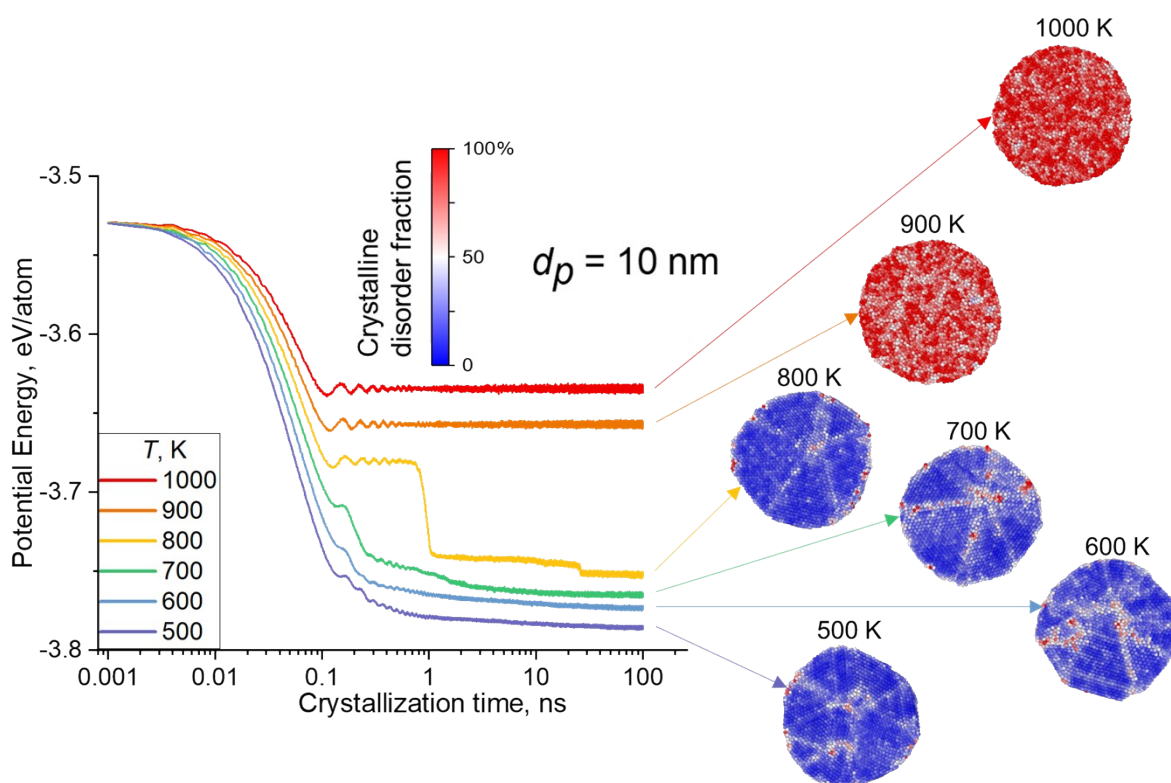 1000 K
900 K
800 K
700 K
600 K
500 K
Crystalline
disorder fraction
100%
50
0
d_p = 10 nm
Potential Energy, eV/atom
-3.5
-3.6
-3.7
-3.8
T, K
1000
900
800
700
600
500
0.001
0.01
0.1
1
10
100
Crystallization time, ns